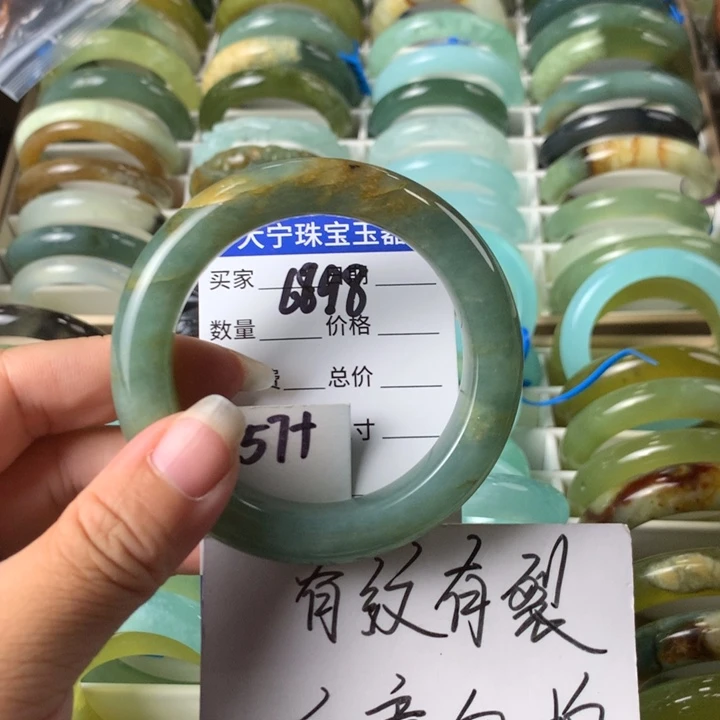 大宁珠宝玉器
买家
6898
数量 价格
总价
57+
寸
有纹有裂